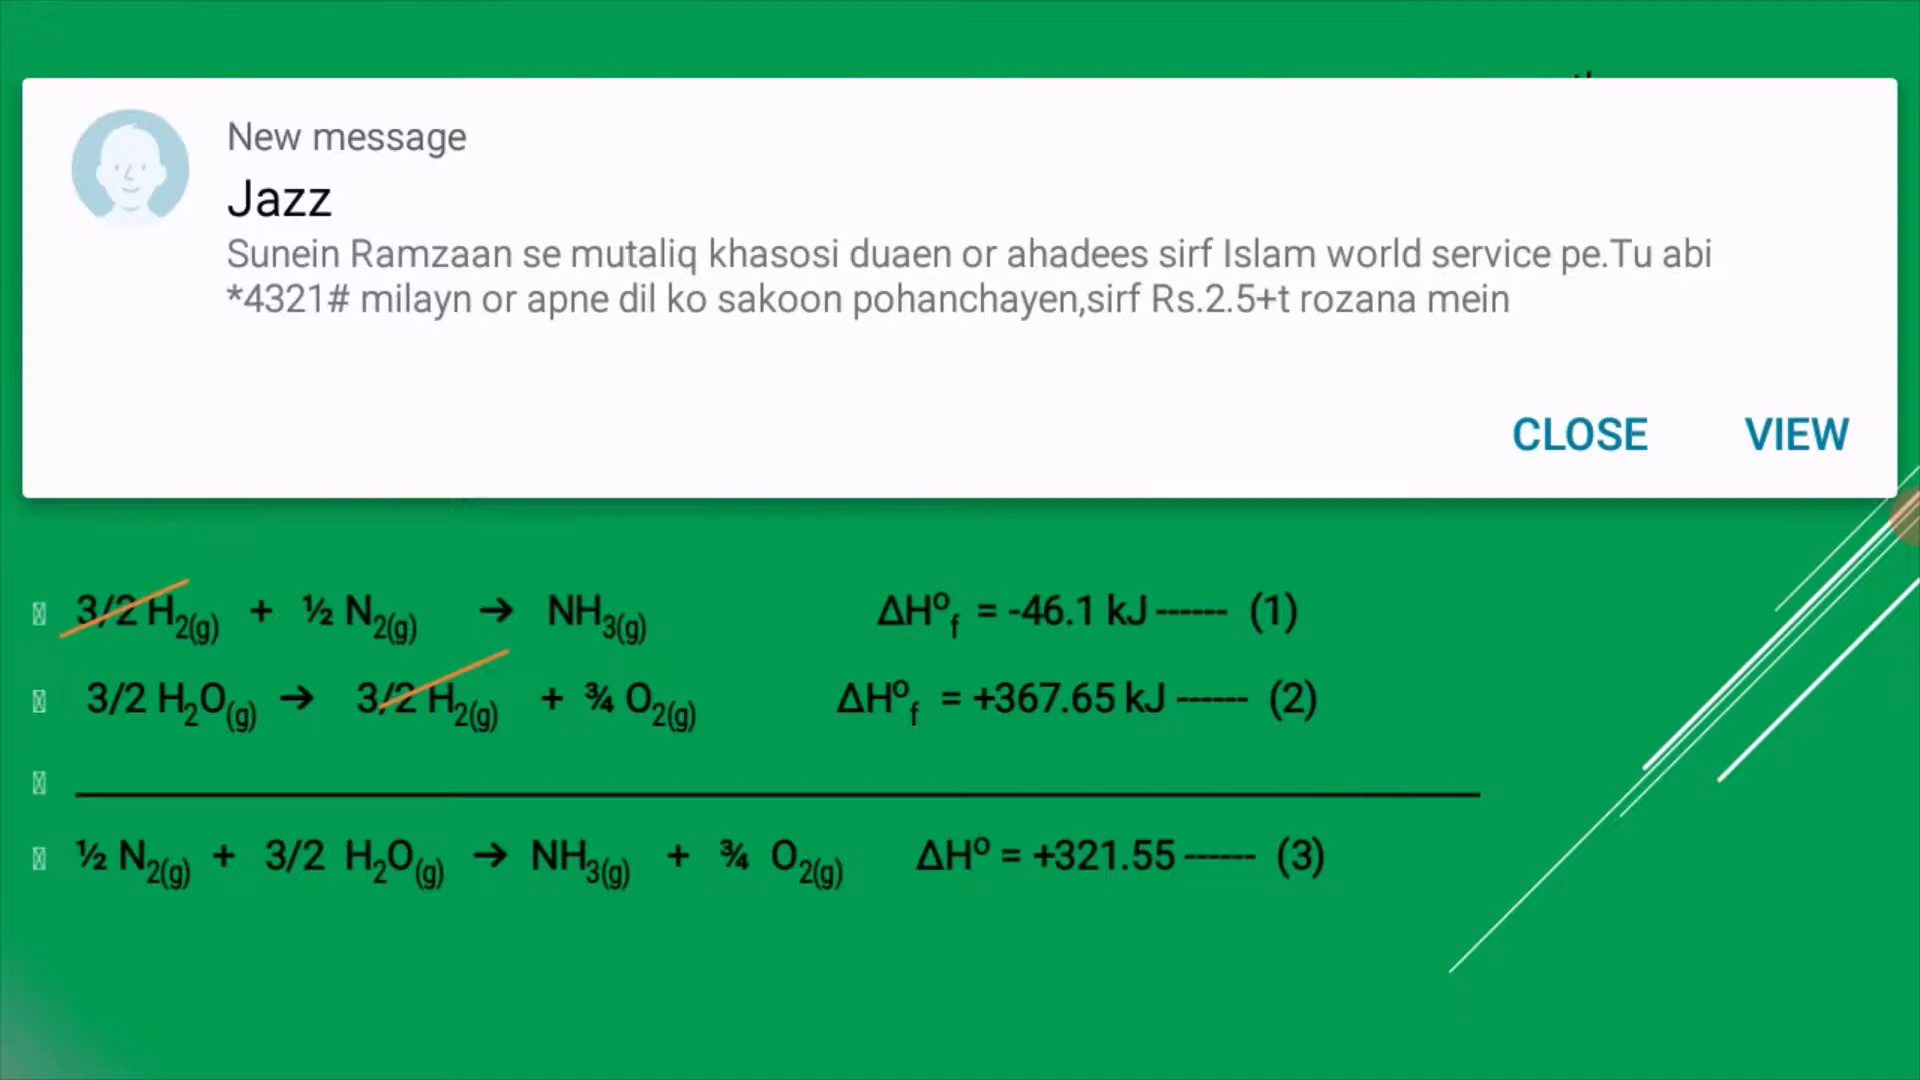 New message
Jazz
Sunein Ramzaan se mutaliq khasosi duaen or ahadees sirf Islam world service pe.Tu abi
*4321# milayn or apne dil ko sakoon pohanchayen,sirf Rs.2.5+t rozana mein
CLOSE VIEW
3/2 H₂(g) + ½ N₂(g) → NH₃(g) ΔHº_f = -46.1 kJ ------ (1)
3/2 H₂O(g) → 3/2 H₂(g) + ¾ O₂(g) ΔHº_f = +367.65 kJ ------ (2)
½ N₂(g) + 3/2 H₂O(g) → NH₃(g) + ¾ O₂(g) ΔHº = +321.55 ------ (3)